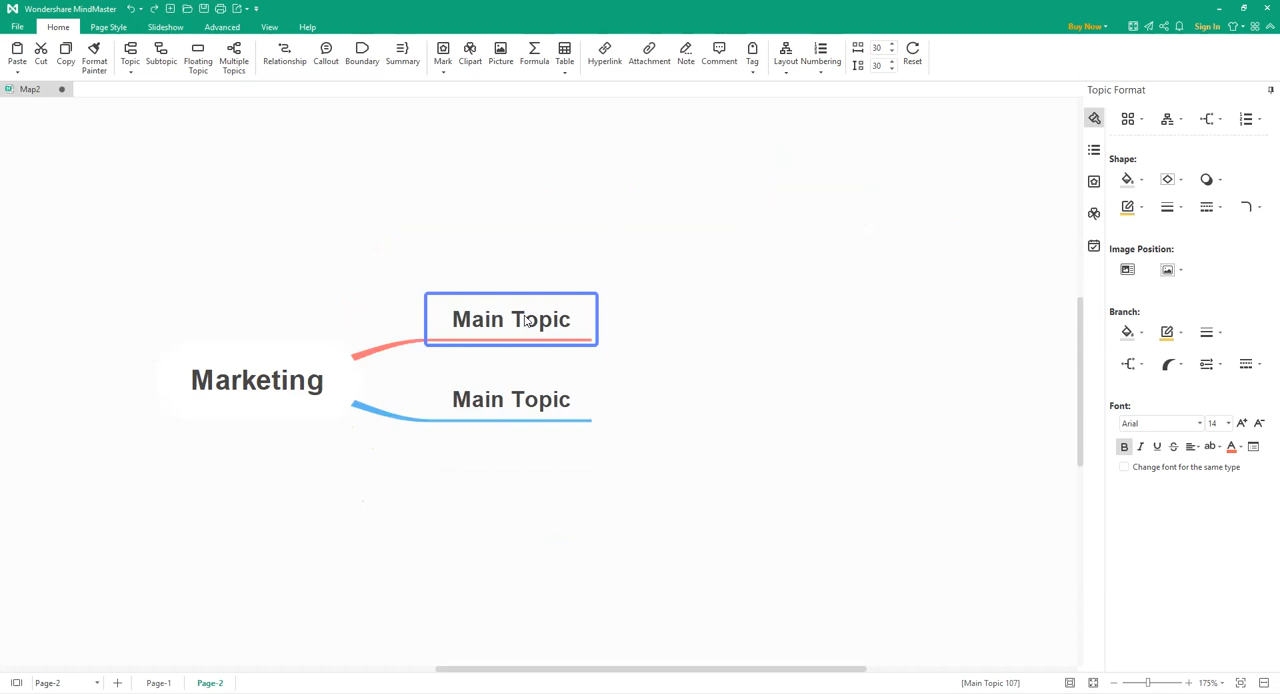 Wondershare MindMaster
File Home Page Style Slideshow Advanced View Help Buy Now Sign In
Paste Cut Copy Format Painter Topic Subtopic Floating Topic Multiple Topics Relationship Callout Boundary Summary Mark Clipart Picture Formula Table Hyperlink Attachment Note Comment Tag Layout Numbering 30 30 Reset
Map2
Topic Format
Shape:
Image Position:
Branch:
Font:
Arial 14
B I U S ab A
Change font for the same type
Main Topic
Marketing
Main Topic
Page-2 Page-1 Page-2 [Main Topic 107] 175%